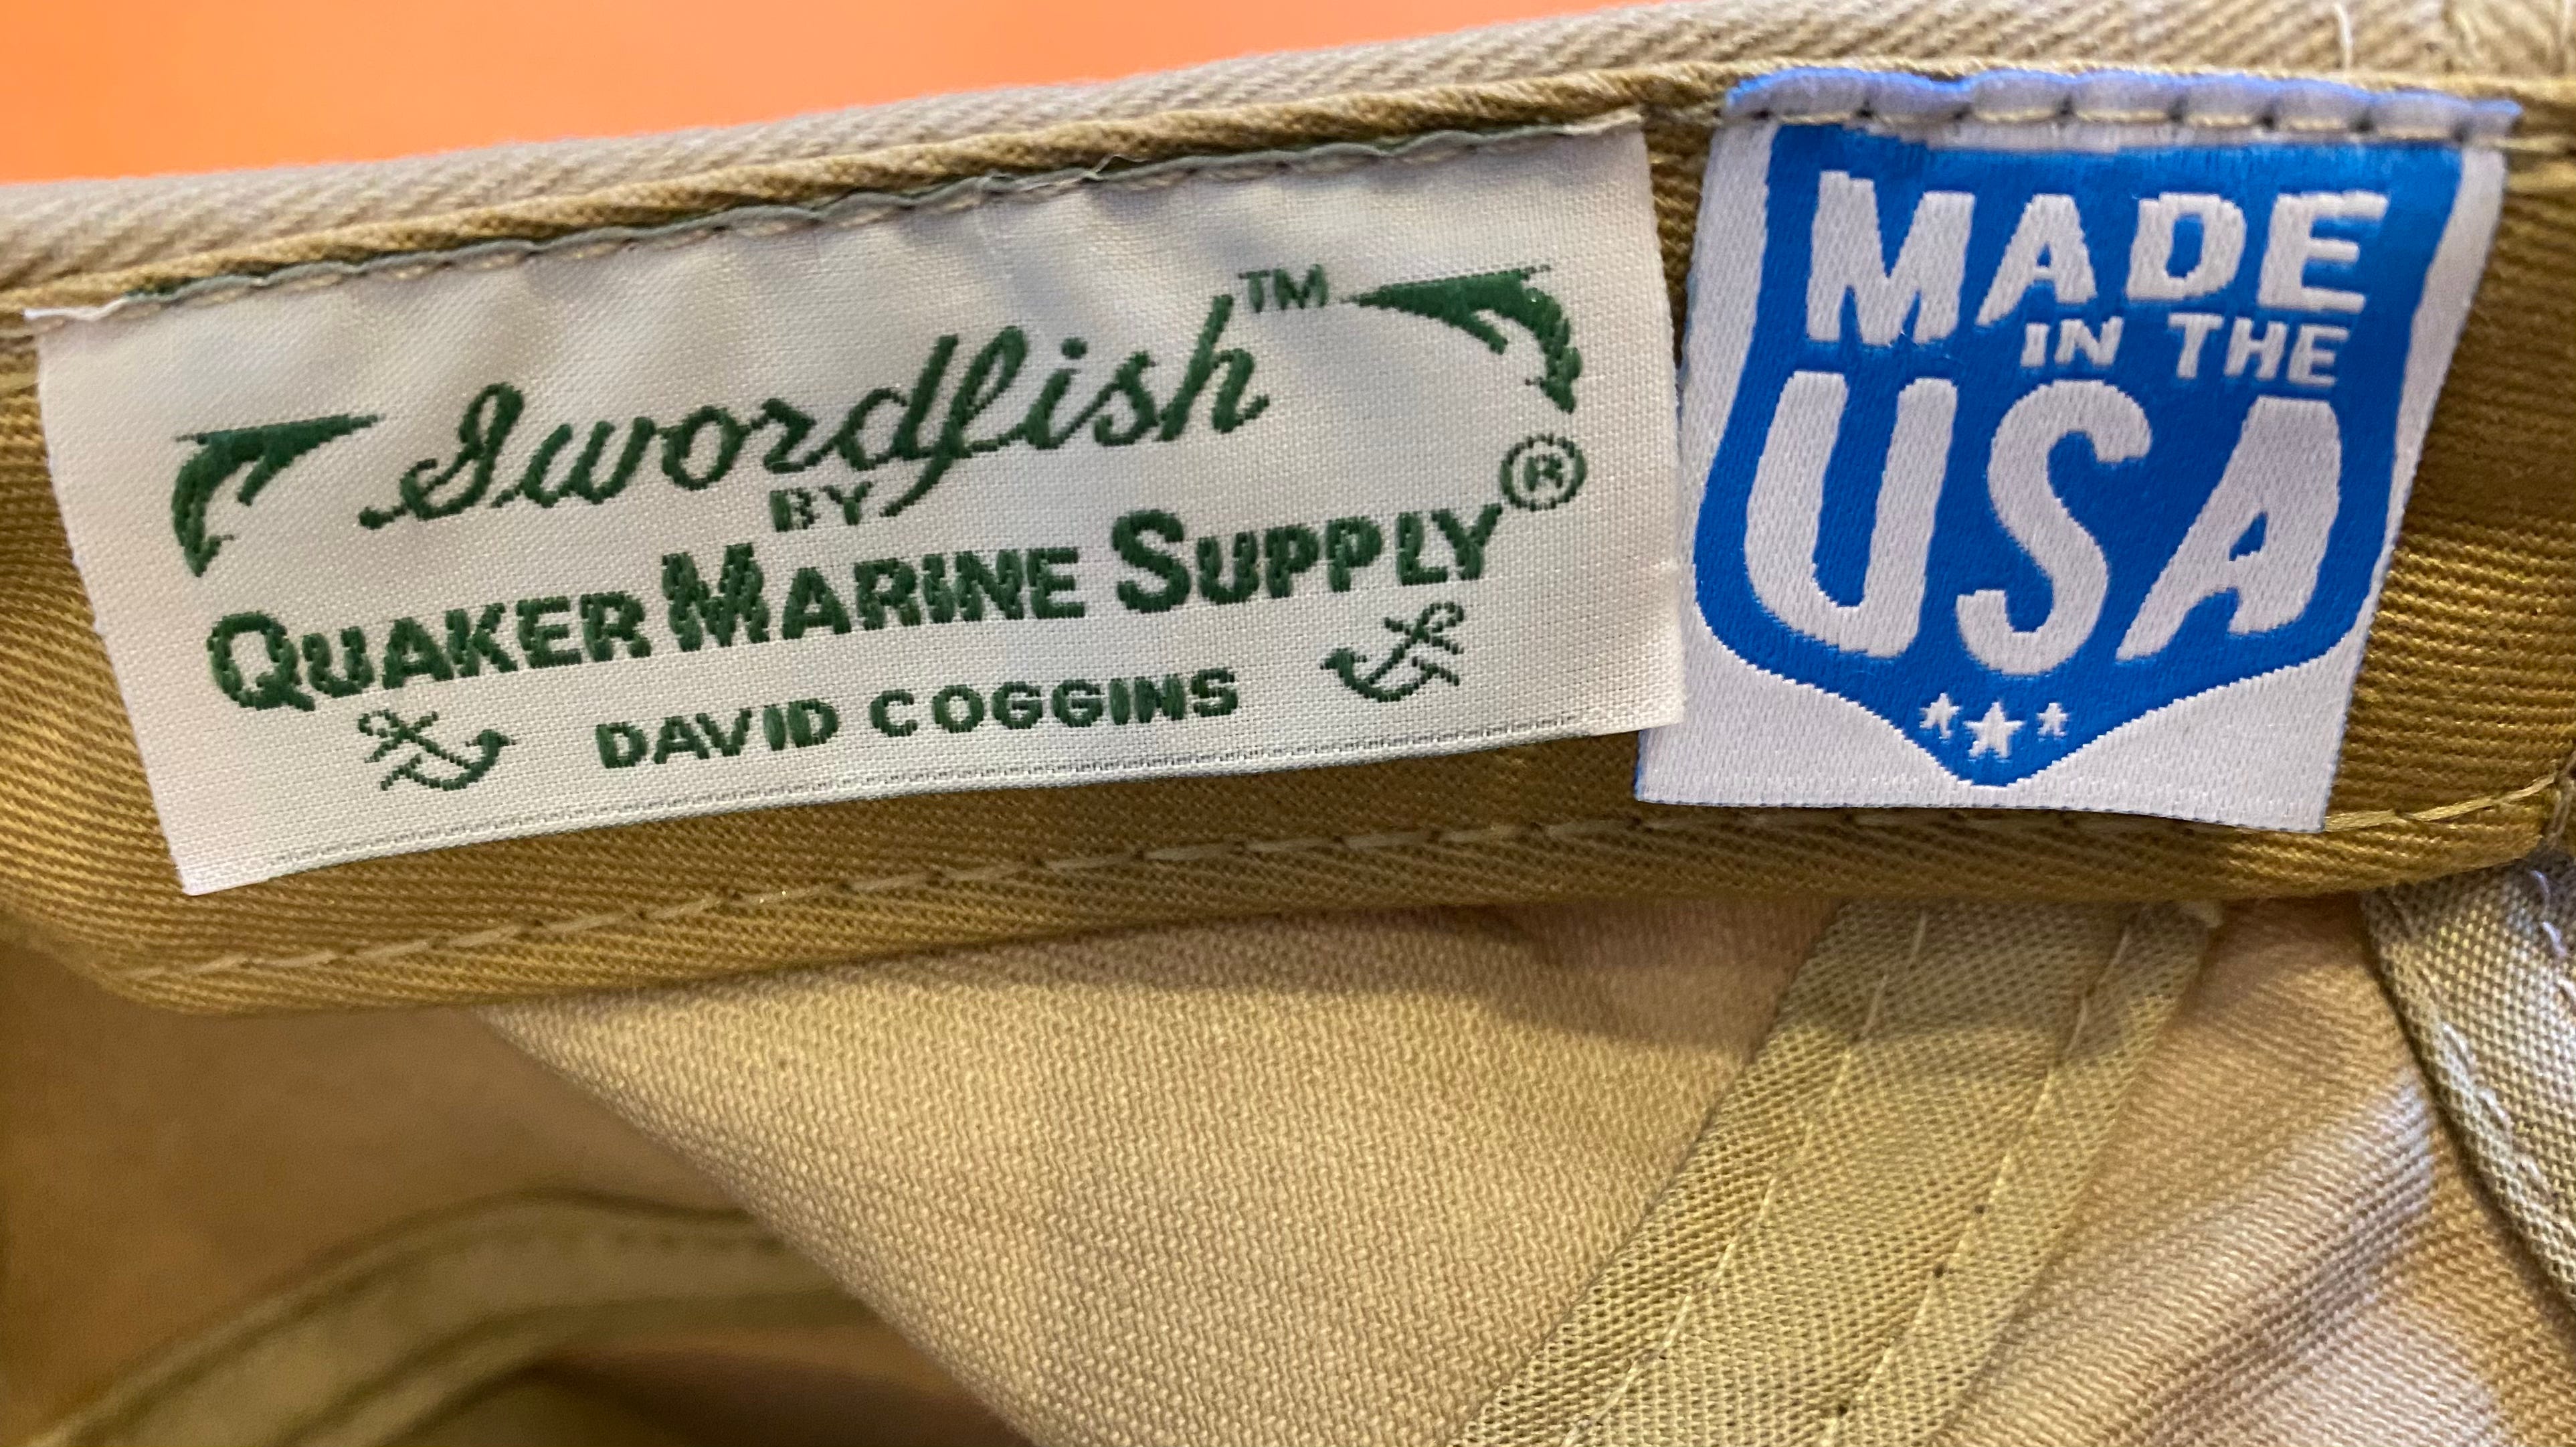 Swordfish™
BY
QUAKER MARINE SUPPLY®
DAVID COGGINS
MADE
IN THE
USA